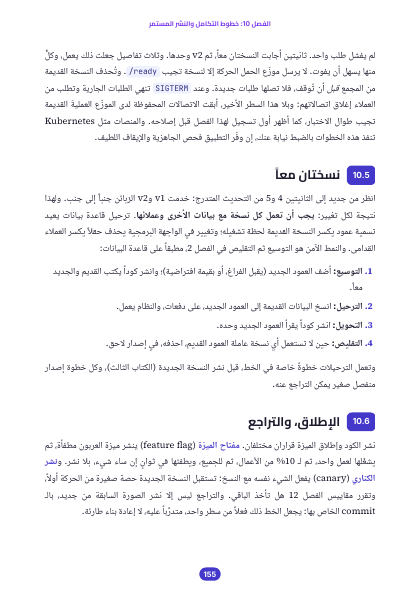 الفصل 10: خطوط التكامل والنشر المستمر
لم يفشل طلب واحد. ثانيتين أجابت النسختان معاً، ثم v2 وحدها. وثلاث تفاصيل جعلت ذلك يعمل، وكلٌّ
منها يسهل أن يفوت. لا يرسل موزّع الحمل الحركة إلا لنسخة تجيب /ready. وتُحذف النسخة القديمة
من المجمع قبل أن تُوقف، فلا تصلها طلبات جديدة. وعند SIGTERM تنهي الطلبات الجارية وتطلب من
العملاء إغلاق اتصالاتهم؛ وبلا هذا السطر الأخير، أبقت الاتصالات المحفوظة لدى الموزّع العملية القديمة
تجيب طوال الاختبار، كما أظهر أول تسجيل لهذا الفصل قبل إصلاحه. والمنصات مثل Kubernetes
تنفذ هذه الخطوات بالضبط نيابة عنك، إن وفّر التطبيق فحص الجاهزية والإيقاف اللطيف.
10.5 نسختان معاً
انظر من جديد إلى الثانيتين 4 و5 من التحديث المتدرج: خدمت v1 وv2 الزبائن جنباً إلى جنب. ولهذا
نتيجة لكل تغيير: يجب أن تعمل كل نسخة مع بيانات الأخرى وعملائها. ترحيل قاعدة بيانات يعيد
تسمية عمود يكسر النسخة القديمة لحظة تشغيله؛ وتغيير في الواجهة البرمجية يحذف حقلاً يكسر العملاء
القدامى. والنمط الآمن هو التوسيع ثم التقليص في الفصل 2، مطبقاً على قاعدة البيانات:
1. التوسيع: أضف العمود الجديد (يقبل الفراغ، أو بقيمة افتراضية)؛ وانشر كوداً يكتب القديم والجديد
معاً.
2. الترحيل: انسخ البيانات القديمة إلى العمود الجديد، على دفعات، والنظام يعمل.
3. التحويل: انشر كوداً يقرأ العمود الجديد وحده.
4. التقليص: حين لا تستعمل أي نسخة عاملة العمود القديم، احذفه، في إصدار لاحق.
وتعمل الترحيلات خطوةً خاصة في الخط، قبل نشر النسخة الجديدة (الكتاب الثالث)، وكل خطوة إصدار
منفصل صغير يمكن التراجع عنه.
10.6 الإطلاق، والتراجع
نشر الكود وإطلاق الميزة قراران مختلفان. مفتاح الميزة (feature flag) ينشر ميزة العربون مطفأة، ثم
يشغّلها لعمل واحد، ثم لـ 10% من الأعمال، ثم للجميع، ويطفئها في ثوانٍ إن ساء شيء، بلا نشر. ونشر
الكناري (canary) يفعل الشيء نفسه مع النسخ: تستقبل النسخة الجديدة حصة صغيرة من الحركة أولاً،
وتقرر مقاييس الفصل 12 هل تأخذ الباقي. والتراجع ليس إلا نشر الصورة السابقة من جديد، بالـ
commit الخاص بها: يجعل الخط ذلك فعلاً من سطر واحد، متدرَّباً عليه، لا إعادة بناء طارئة.
155